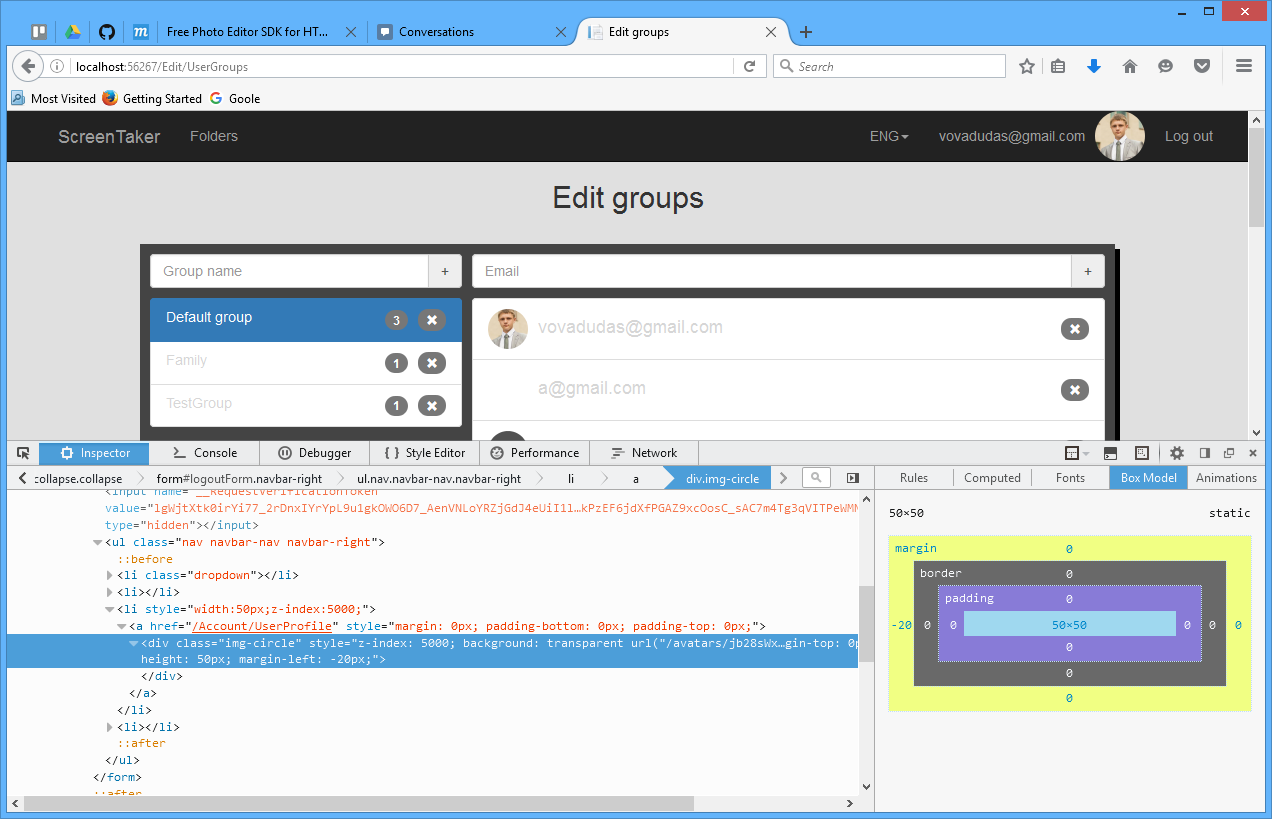 Free Photo Editor SDK for HT...
Conversations
Edit groups
localhost:56267/Edit/UserGroups
Search
Most Visited
Getting Started
Goole
ScreenTaker
Folders
ENG
vovadudas@gmail.com
Log out
Edit groups
Group name
+
Email
+
Default group
3
vovadudas@gmail.com
Family
1
a@gmail.com
TestGroup
1
Inspector
Console
Debugger
{ } Style Editor
Performance
Network
:collapse.collapse
form#logoutForm.navbar-right
ul.nav.navbar-nav.navbar-right
li
a
div.img-circle
Rules
Computed
Fonts
Box Model
Animations
<input name="__RequestVerificationToken"
type="hidden"></input>
<ul class="nav navbar-nav navbar-right">
::before
<li class="dropdown"></li>
<li></li>
<li style="width:50px;z-index:5000;">
<a href="/Account/UserProfile" style="margin: 0px; padding-bottom: 0px; padding-top: 0px;">
<div class="img-circle" style="z-index: 5000; background: transparent url("/avatars/jb28sWx…gin-top: 0p
height: 50px; margin-left: -20px;">
</div>
</a>
</li>
<li></li>
::after
</ul>
</form>
::after
50×50
static
margin
0
border
0
padding
0
-20
0
0
50×50
0
0
0
0
0
0